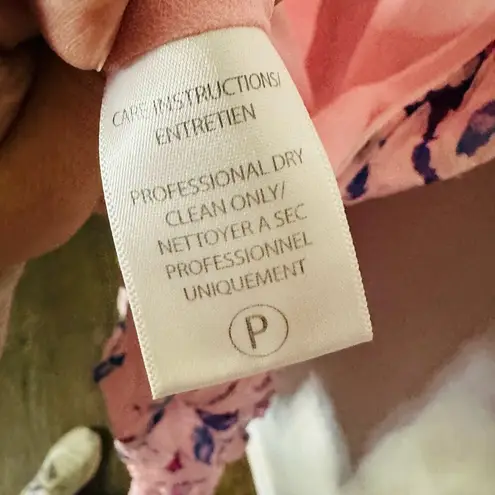 CARE INSTRUCTIONS/
ENTRETIEN
PROFESSIONAL DRY
CLEAN ONLY/
NETTOYER A SEC
PROFESSIONNEL
UNIQUEMENT
P